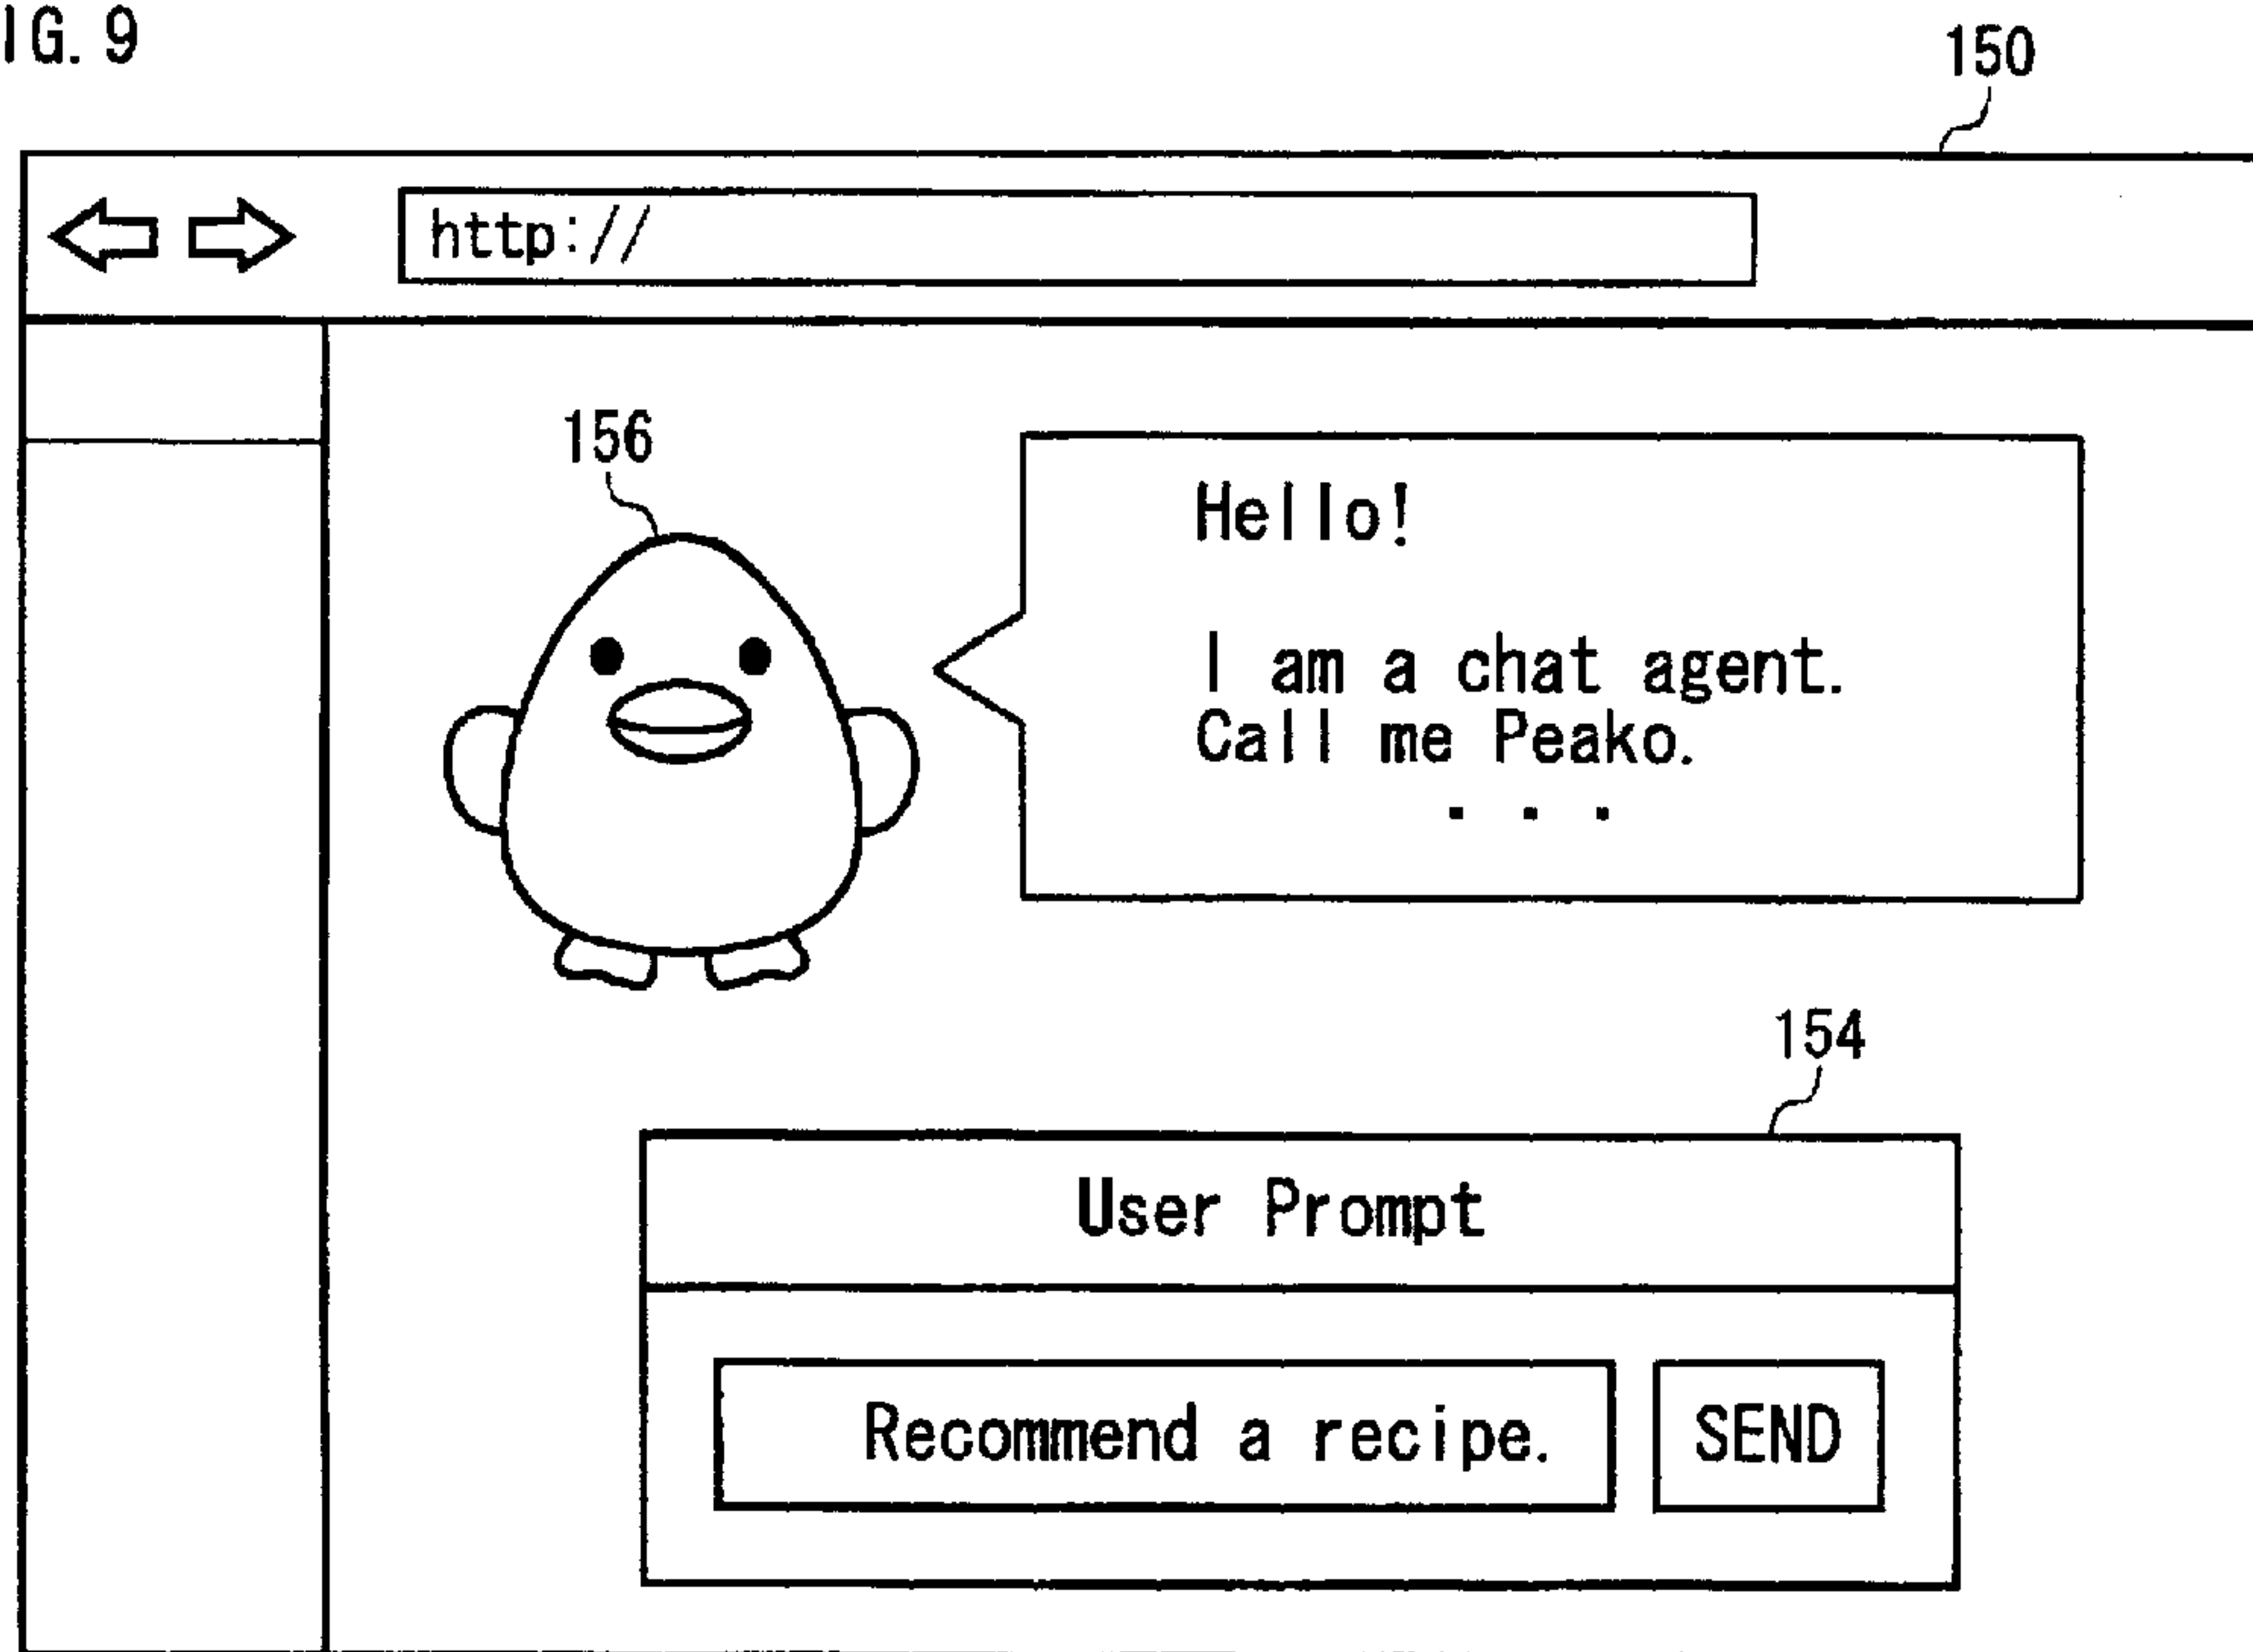 IG. 9
150
http://
156
Hello!
I am a chat agent.
Call me Peako.
. . .
154
User Prompt
Recommend a recipe.
SEND